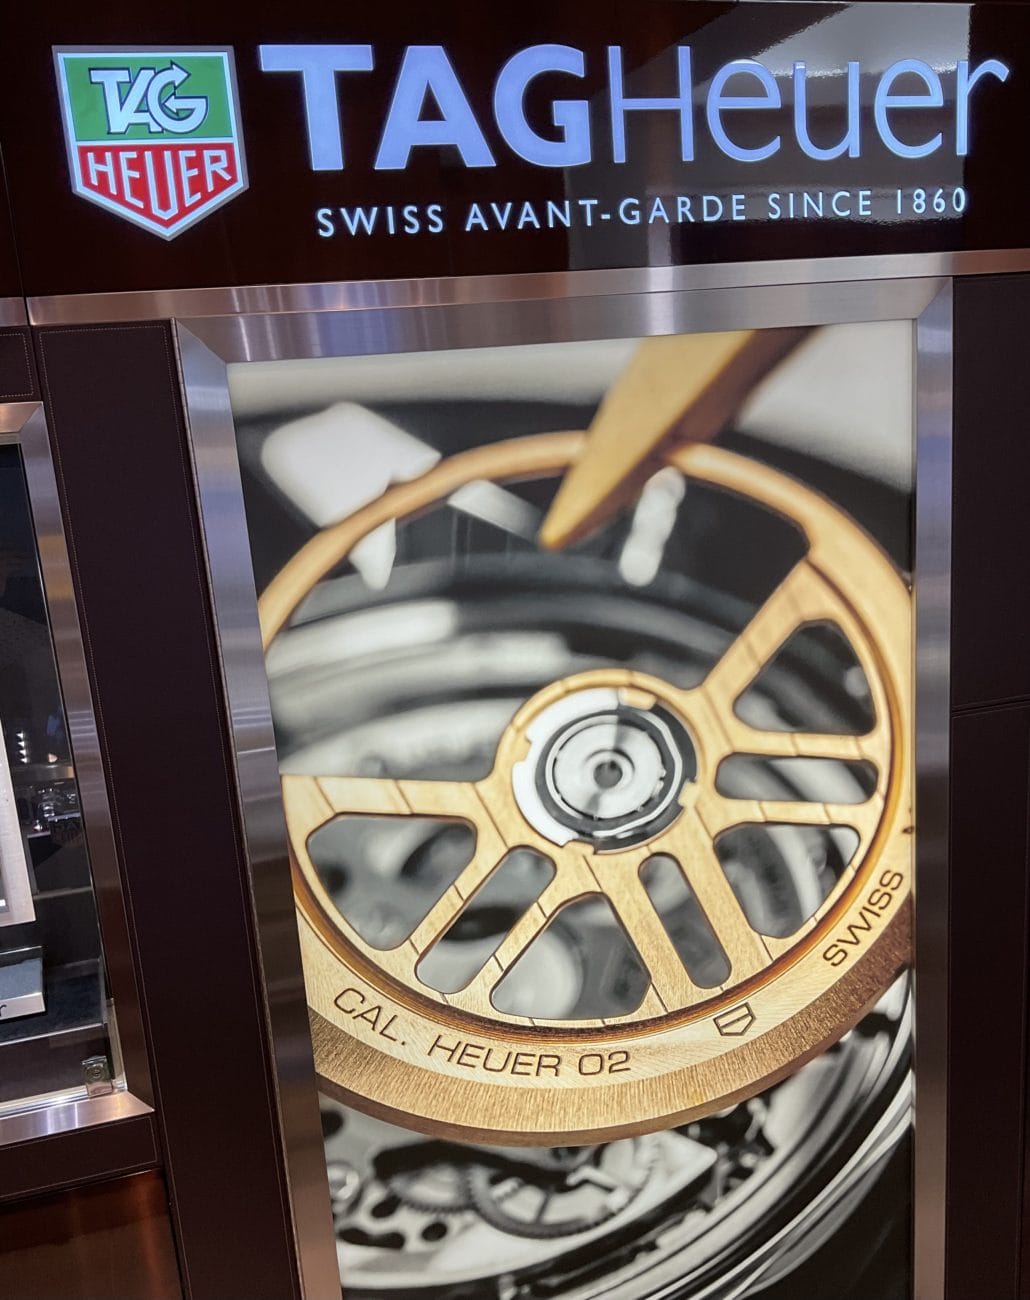 TAG
HEUER
TAGHeuer
SWISS AVANT-GARDE SINCE 1860
SWISS
CAL. HEUER 02